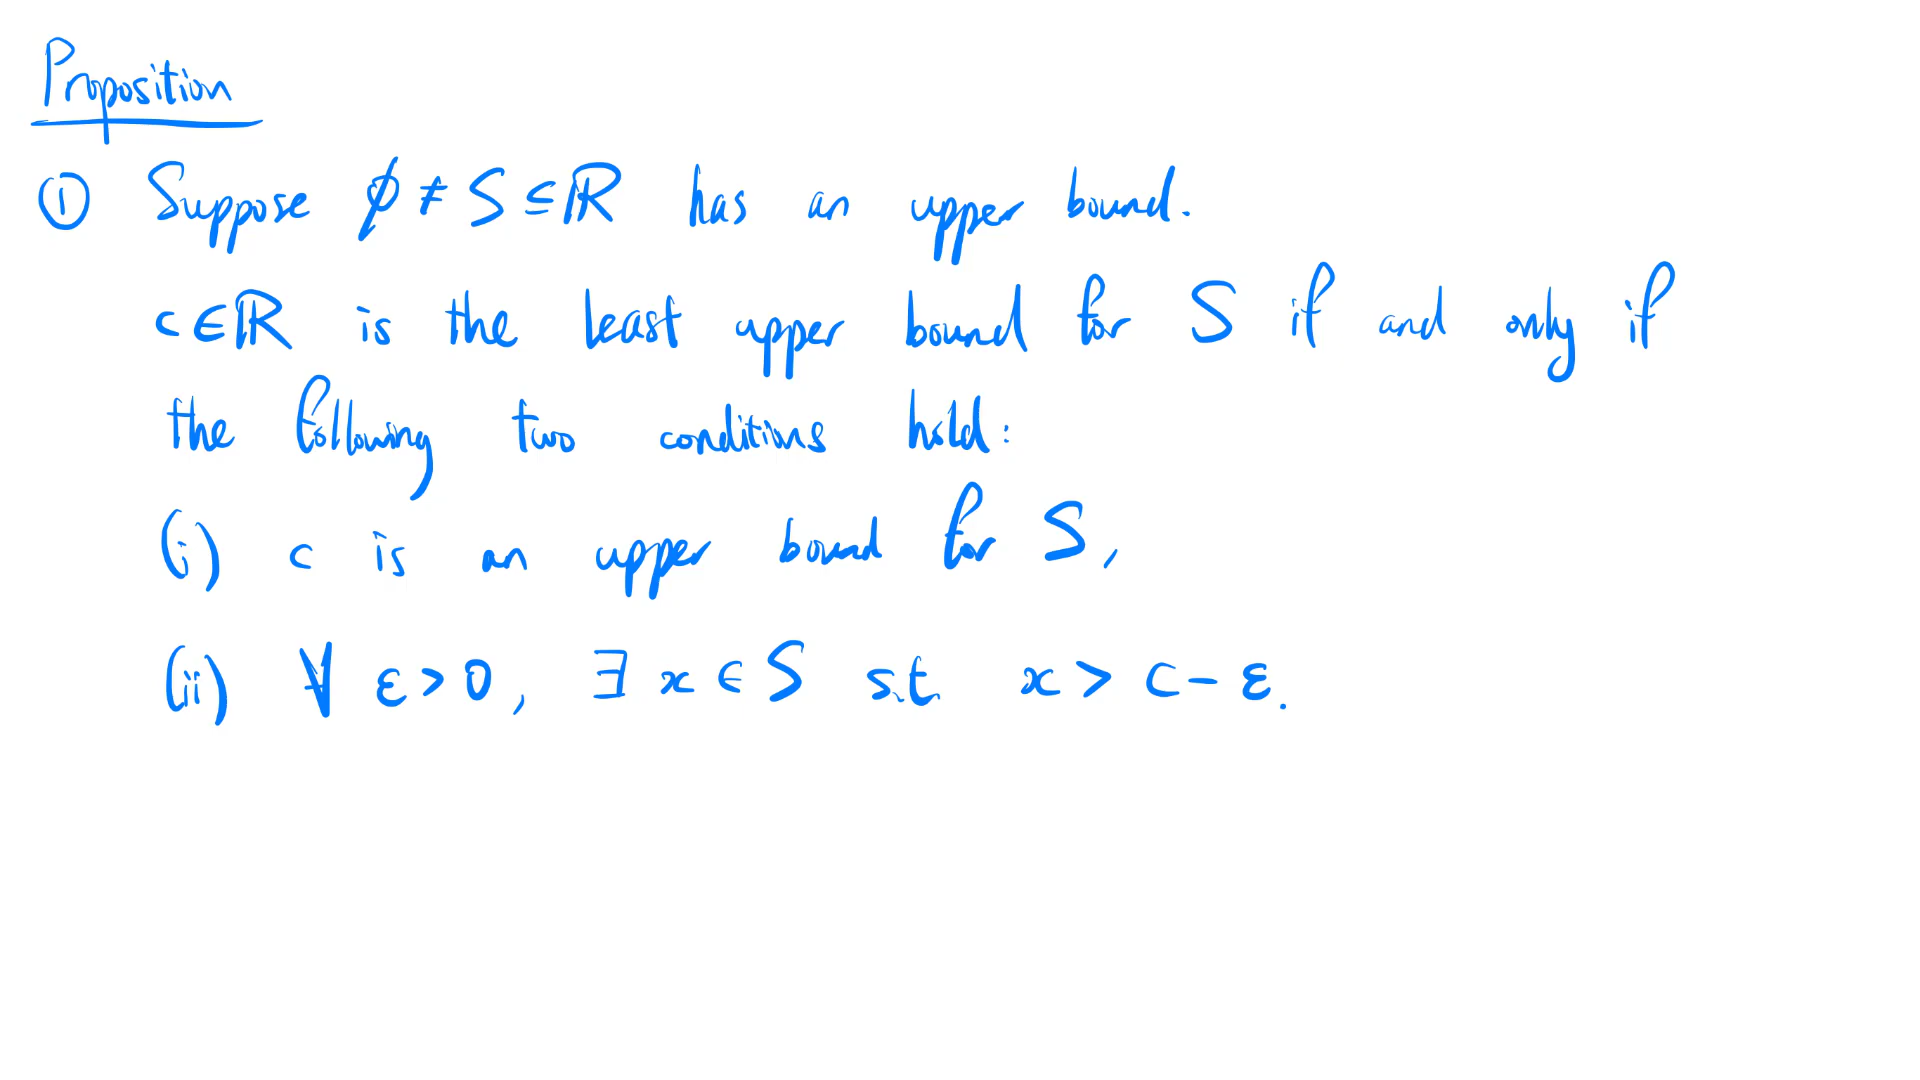 Proposition
① Suppose ∅ ≠ S ⊆ ℝ has an upper bound.
c ∈ ℝ is the least upper bound for S if and only if
the following two conditions hold:
(i) c is an upper bound for S,
(ii) ∀ ε > 0, ∃ x ∈ S s.t. x > c - ε.